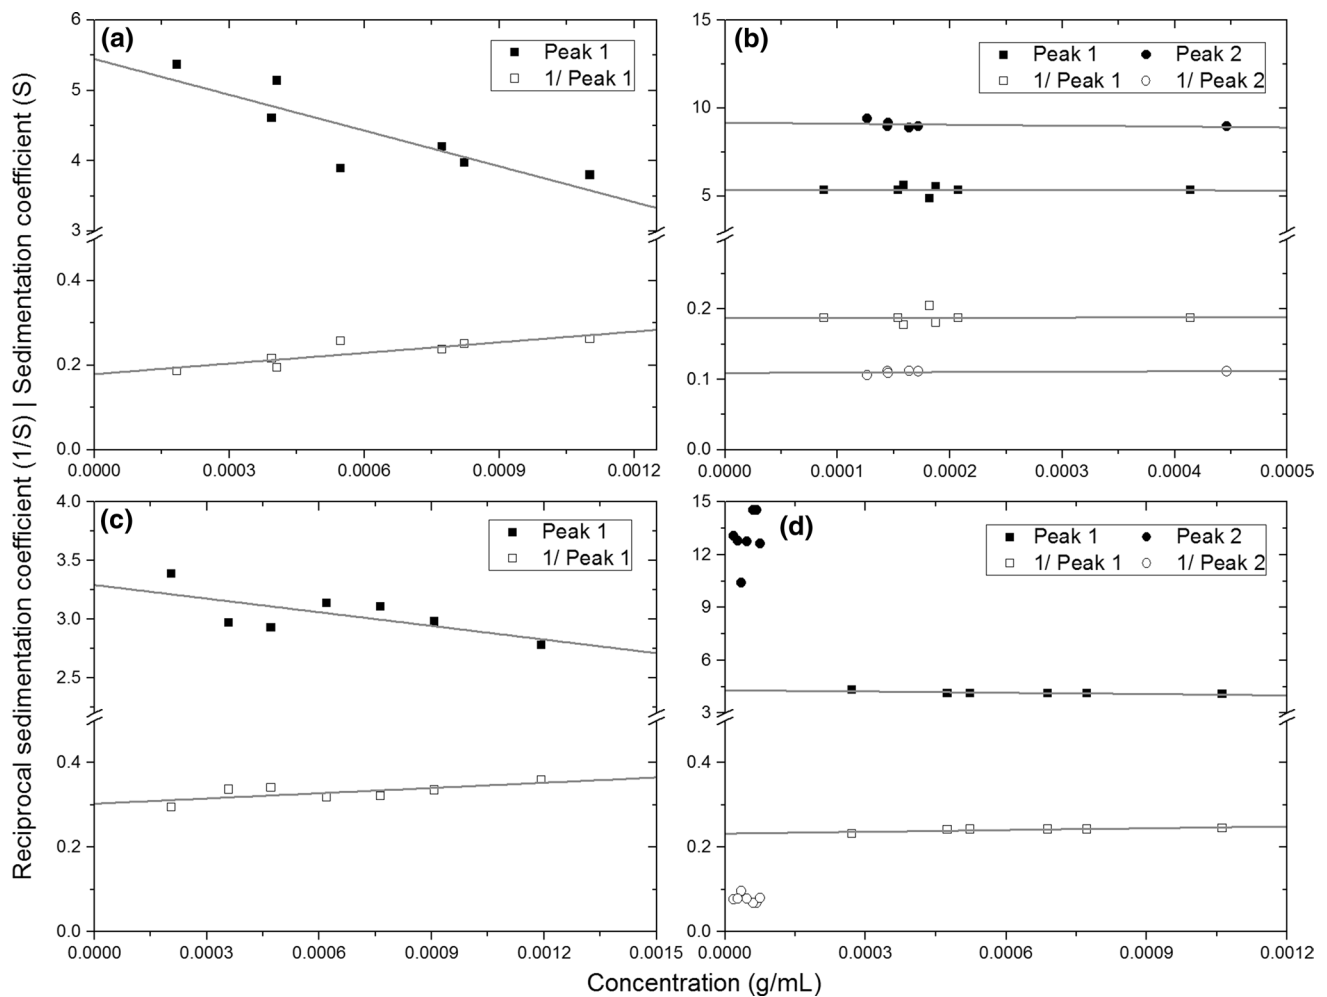 Reciprocal sedimentation coefficient (1/S) | Sedimentation coefficient (S)
(a)
Peak 1
1/ Peak 1
6
5
4
3
0.4
0.2
0.0
0.0000 0.0003 0.0006 0.0009 0.0012
(b)
Peak 1 Peak 2
1/ Peak 1 1/ Peak 2
15
10
5
0.2
0.1
0.0
0.0000 0.0001 0.0002 0.0003 0.0004 0.0005
(c)
Peak 1
1/ Peak 1
4.0
3.5
3.0
2.5
0.4
0.2
0.0
0.0000 0.0003 0.0006 0.0009 0.0012 0.0015
(d)
Peak 1 Peak 2
1/ Peak 1 1/ Peak 2
15
12
9
6
3
0.4
0.2
0.0
0.0000 0.0003 0.0006 0.0009 0.0012
Concentration (g/mL)